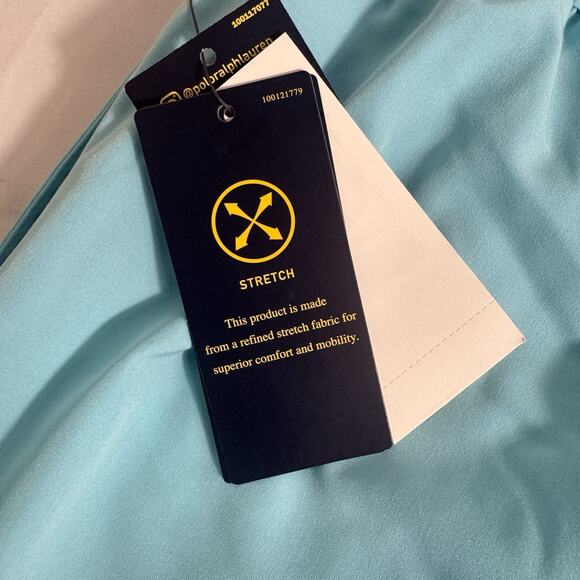 100117077
@poloralphlauren
100121779
STRETCH
This product is made
from a refined stretch fabric for
superior comfort and mobility.